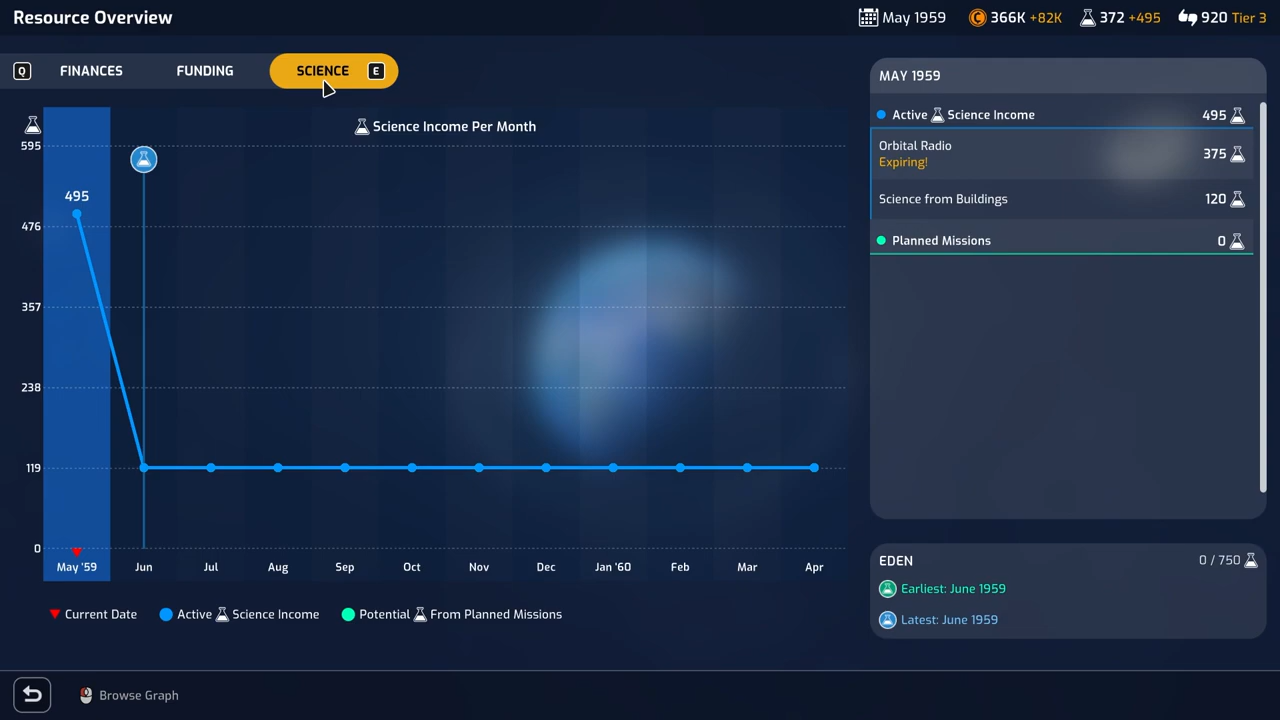 Resource Overview
May 1959
366K +82K
372 +495
920 Tier 3
Q
FINANCES
FUNDING
SCIENCE
E
Science Income Per Month
595
476
357
238
119
0
495
May '59
Jun
Jul
Aug
Sep
Oct
Nov
Dec
Jan '60
Feb
Mar
Apr
Current Date
Active Science Income
Potential From Planned Missions
MAY 1959
Active Science Income 495
Orbital Radio
Expiring!
375
Science from Buildings 120
Planned Missions 0
EDEN 0 / 750
Earliest: June 1959
Latest: June 1959
Browse Graph